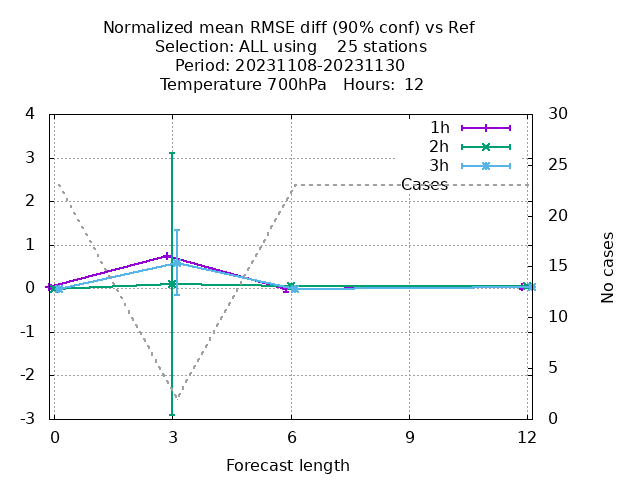 Normalized mean RMSE diff (90% conf) vs Ref
Selection: ALL using    25 stations
Period: 20231108-20231130
Temperature 700hPa   Hours: 12
4
3
2
1
0
-1
-2
-3
30
25
20
15
10
5
0
1h
2h
3h
Cases
No cases
0 3 6 9 12
Forecast length